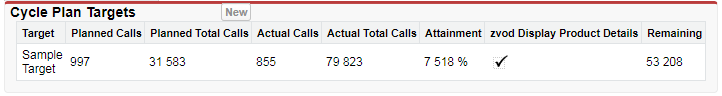 Cycle Plan Targets New
Target Planned Calls Planned Total Calls Actual Calls Actual Total Calls Attainment zvod Display Product Details Remaining
Sample Target 997 31 583 855 79 823 7 518 % 53 208